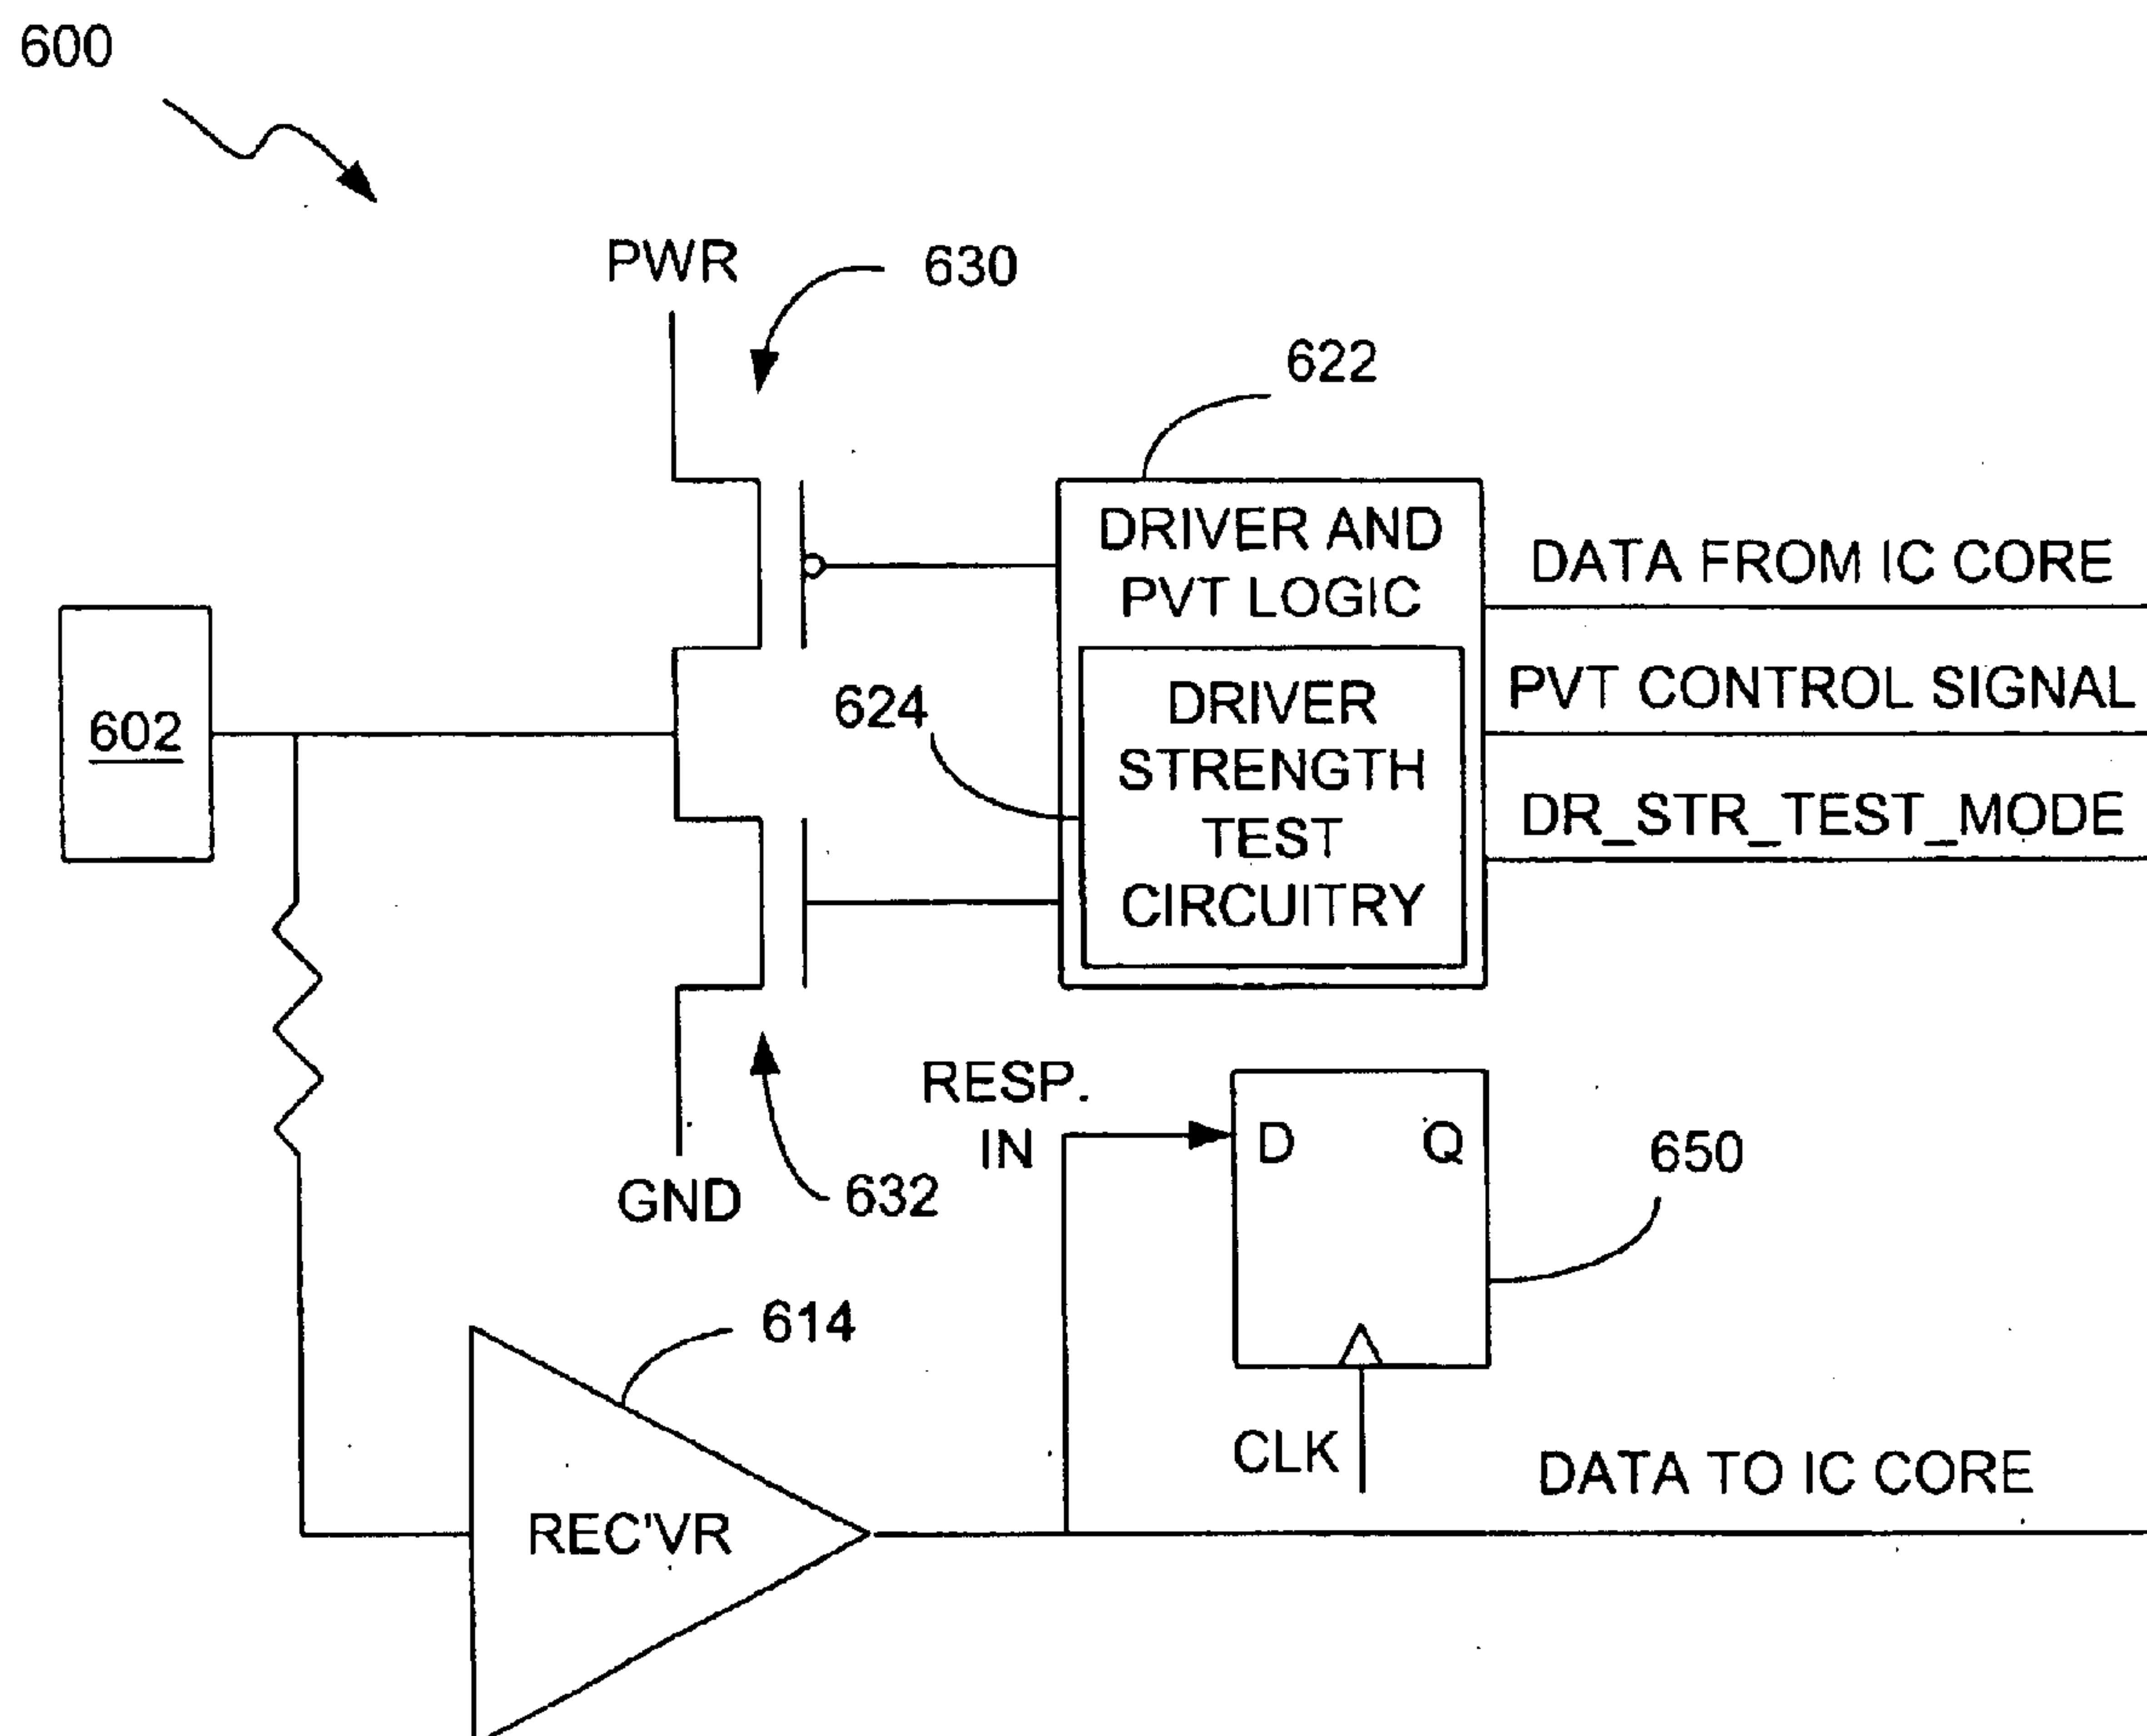 600
PWR
630
622
DRIVER AND
PVT LOGIC
DATA FROM IC CORE
602
624
DRIVER
STRENGTH
TEST
CIRCUITRY
PVT CONTROL SIGNAL
DR_STR_TEST_MODE
RESP.
IN
D
Q
650
GND
632
614
CLK
REC'VR
DATA TO IC CORE